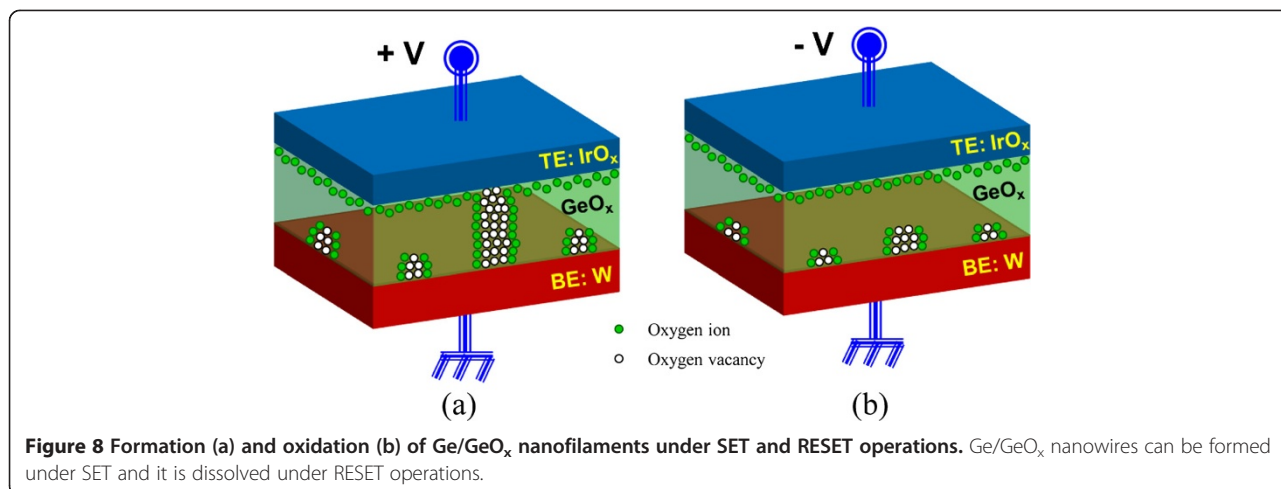 + V
- V
TE: IrOₓ
TE: IrOₓ
GeOₓ
GeOₓ
BE: W
BE: W
Oxygen ion
Oxygen vacancy
(a)
(b)
Figure 8 Formation (a) and oxidation (b) of Ge/GeOₓ nanofilaments under SET and RESET operations. Ge/GeOₓ nanowires can be formed
under SET and it is dissolved under RESET operations.